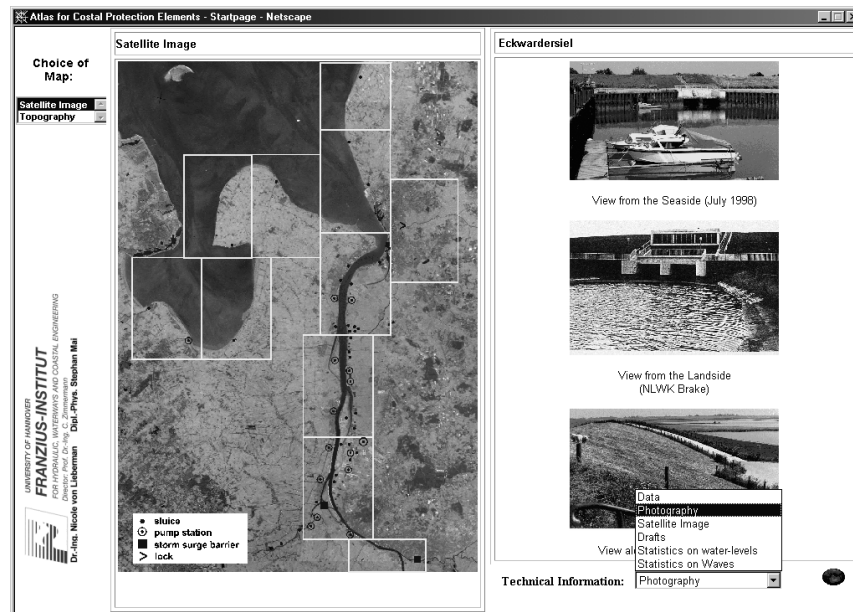 Atlas for Costal Protection Elements - Startpage - Netscape
Choice of
Map:
Satellite Image
Topography
UNIVERSITY OF HANNOVER
FRANZIUS-INSTITUT
FOR HYDRAULIC, WATERWAYS AND COASTAL ENGINEERING
Director: Prof. Dr.-Ing. C. Zimmermann
Dr.-Ing. Nicole von Lieberman Dipl.-Phys. Stephan Mai
Satellite Image
sluice
pump station
storm surge barrier
lock
Eckwardersiel
View from the Seaside (July 1998)
View from the Landside
(NLWK Brake)
View al
Data
Photography
Satellite Image
Drafts
Statistics on water-levels
Statistics on Waves
Technical Information: Photography